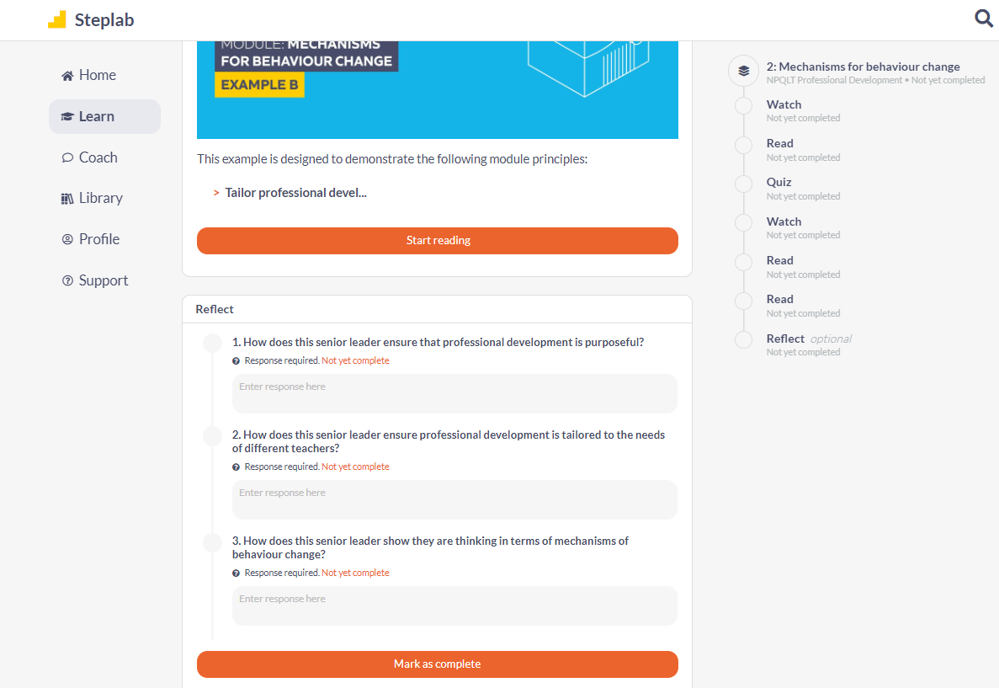 Steplab
Home
Learn
Coach
Library
Profile
Support
MODULE: MECHANISMS
FOR BEHAVIOUR CHANGE
EXAMPLE B
This example is designed to demonstrate the following module principles:
> Tailor professional devel...
Start reading
Reflect
1. How does this senior leader ensure that professional development is purposeful?
Response required. Not yet complete
Enter response here
2. How does this senior leader ensure professional development is tailored to the needs
of different teachers?
Response required. Not yet complete
Enter response here
3. How does this senior leader show they are thinking in terms of mechanisms of
behaviour change?
Response required. Not yet complete
Enter response here
Mark as complete
2: Mechanisms for behaviour change
NPQLT Professional Development • Not yet completed
Watch
Not yet completed
Read
Not yet completed
Quiz
Not yet completed
Watch
Not yet completed
Read
Not yet completed
Read
Not yet completed
Reflect optional
Not yet completed